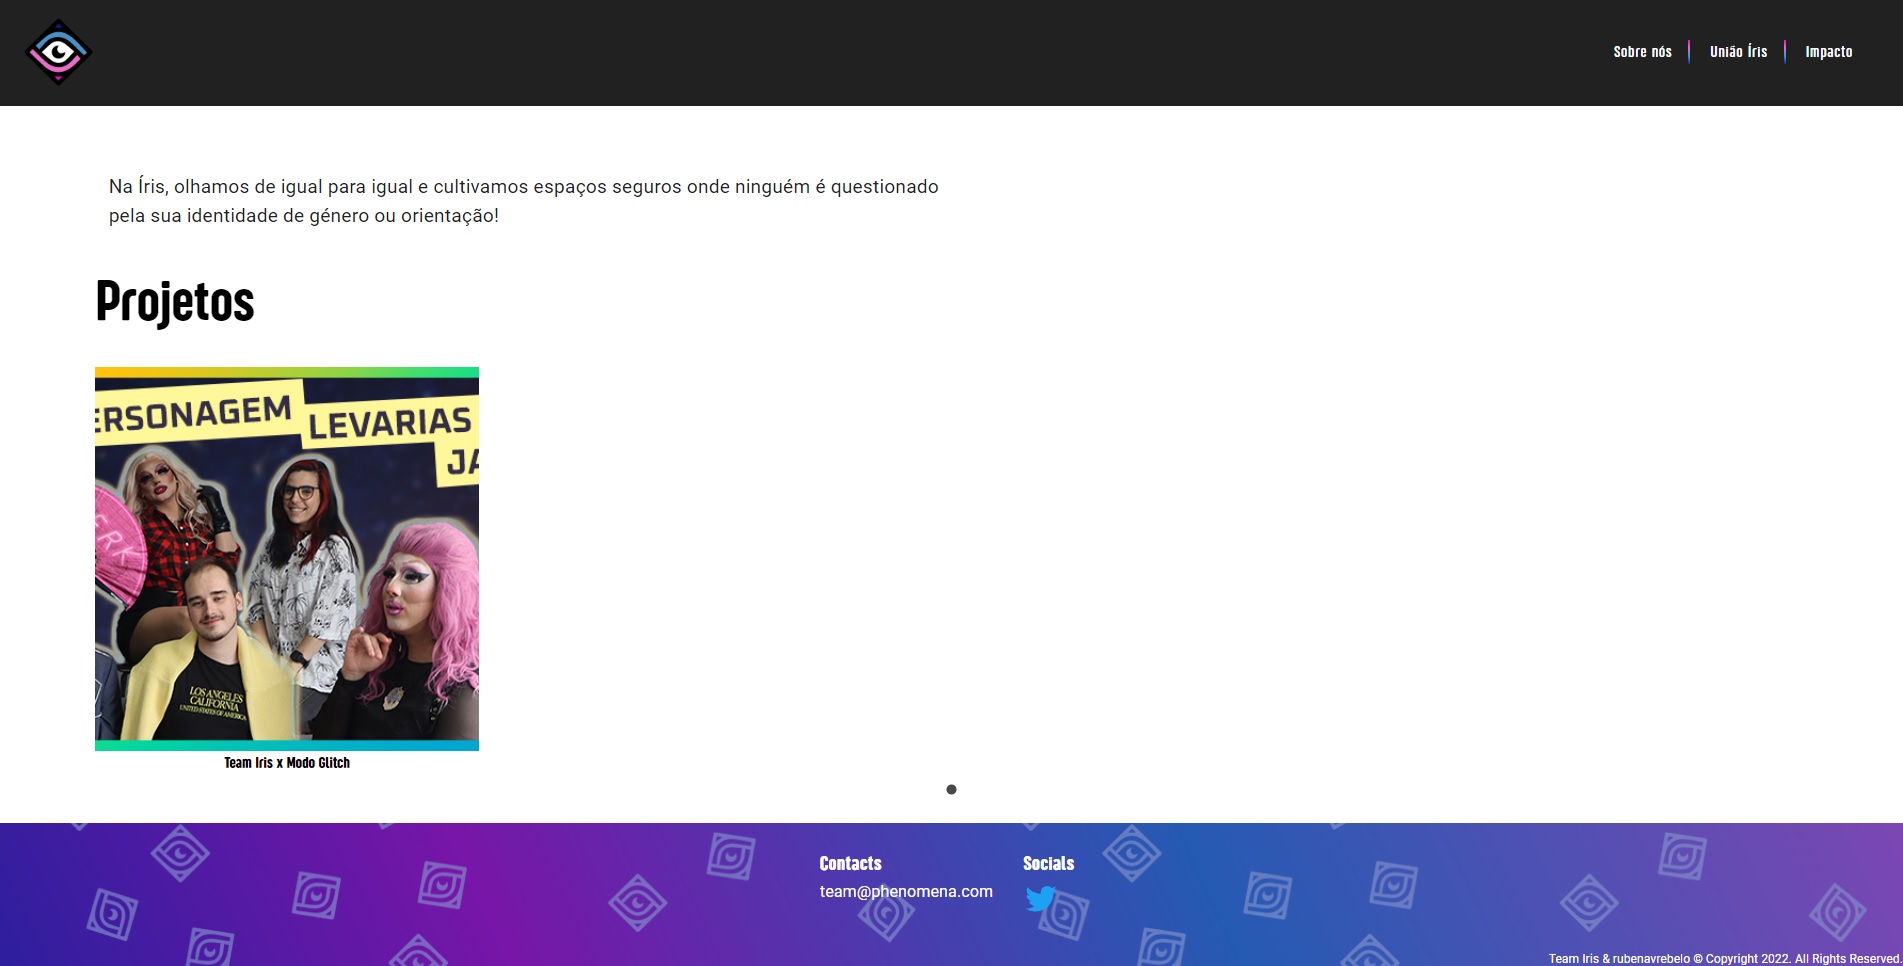 Sobre nós
União Íris
Impacto
Na Íris, olhamos de igual para igual e cultivamos espaços seguros onde ninguém é questionado
pela sua identidade de género ou orientação!
Projetos
ERSONAGEM
LEVARIAS
JA
ERK
LOS ANGELES
CALIFORNIA
UNITED STATES OF AMERICA
Team Iris x Modo Glitch
Contacts
Socials
team@phenomena.com
Team Iris & rubenavrebelo © Copyright 2022. All Rights Reserved